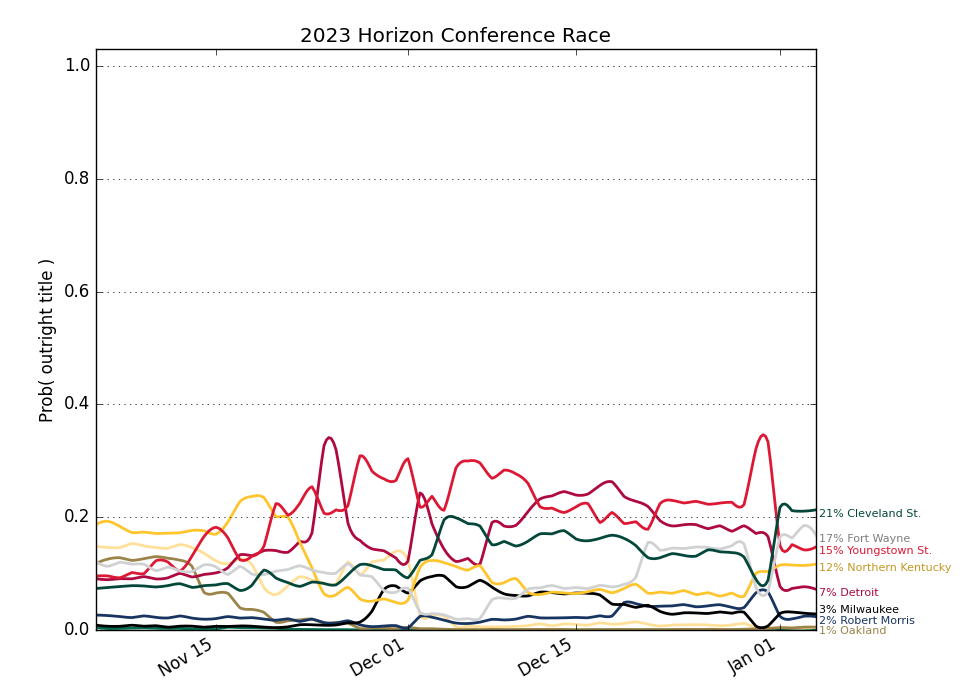 2023 Horizon Conference Race
Prob( outright title )
1.0
0.8
0.6
0.4
0.2
0.0
Nov 15
Dec 01
Dec 15
Jan 01
21% Cleveland St.
17% Fort Wayne
15% Youngstown St.
12% Northern Kentucky
7% Detroit
3% Milwaukee
2% Robert Morris
1% Oakland